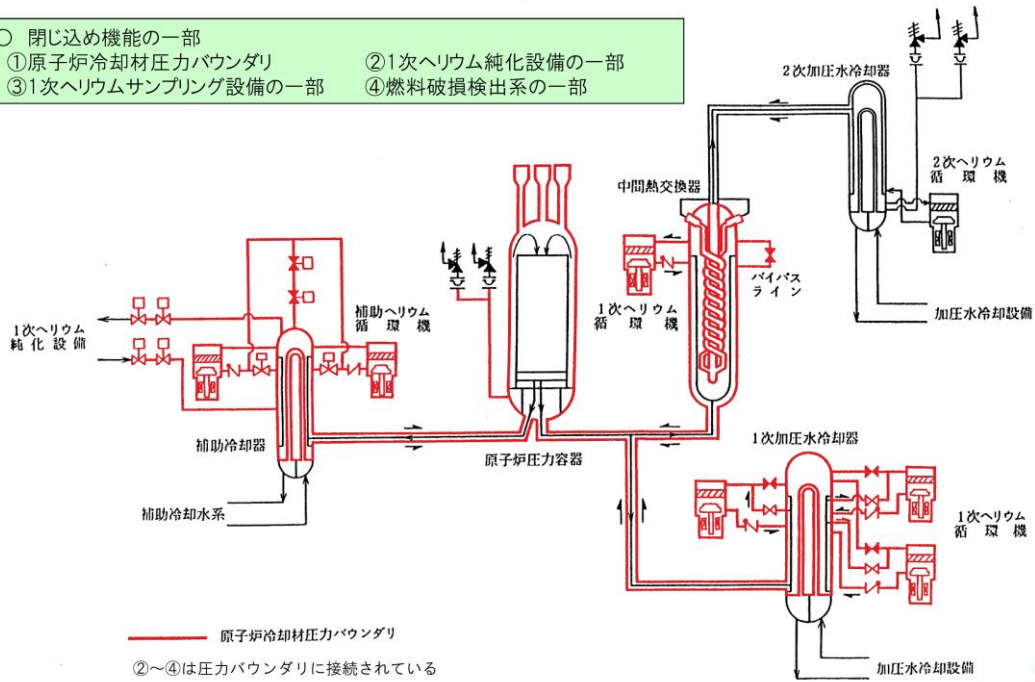 ○ 閉じ込め機能の一部
①原子炉冷却材圧力バウンダリ ②1次ヘリウム純化設備の一部
③1次ヘリウムサンプリング設備の一部 ④燃料破損検出系の一部
2次加圧水冷却器
2次ヘリウム
循環機
中間熱交換器
バイパス
ライン
1次ヘリウム
循環機
加圧水冷却設備
補助ヘリウム
循環機
1次ヘリウム
純化設備
補助冷却器
原子炉圧力容器
1次加圧水冷却器
補助冷却水系
1次ヘリウム
循環機
原子炉冷却材圧力バウンダリ
②~④は圧力バウンダリに接続されている
加圧水冷却設備